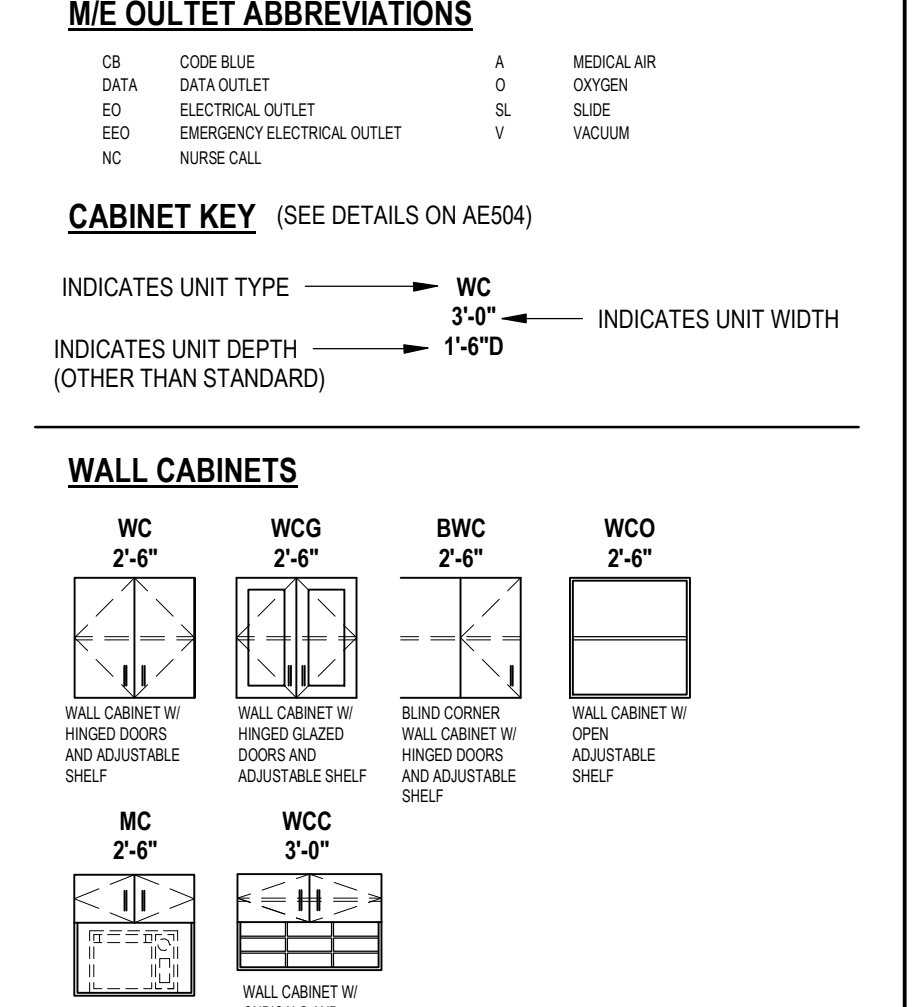 M/E OULTET ABBREVIATIONS
CB CODE BLUE A MEDICAL AIR
DATA DATA OUTLET O OXYGEN
EO ELECTRICAL OUTLET SL SLIDE
EEO EMERGENCY ELECTRICAL OUTLET V VACUUM
NC NURSE CALL
CABINET KEY (SEE DETAILS ON AE504)
INDICATES UNIT TYPE WC
3'-0" INDICATES UNIT WIDTH
INDICATES UNIT DEPTH 1'-6"D
(OTHER THAN STANDARD)
WALL CABINETS
WC
2'-6"
WALL CABINET W/
HINGED DOORS
AND ADJUSTABLE
SHELF
WCG
2'-6"
WALL CABINET W/
HINGED GLAZED
DOORS AND
ADJUSTABLE SHELF
BWC
2'-6"
BLIND CORNER
WALL CABINET W/
HINGED DOORS
AND ADJUSTABLE
SHELF
WCO
2'-6"
WALL CABINET W/
OPEN
ADJUSTABLE
SHELF
MC
2'-6"
WCC
3'-0"
WALL CABINET W/